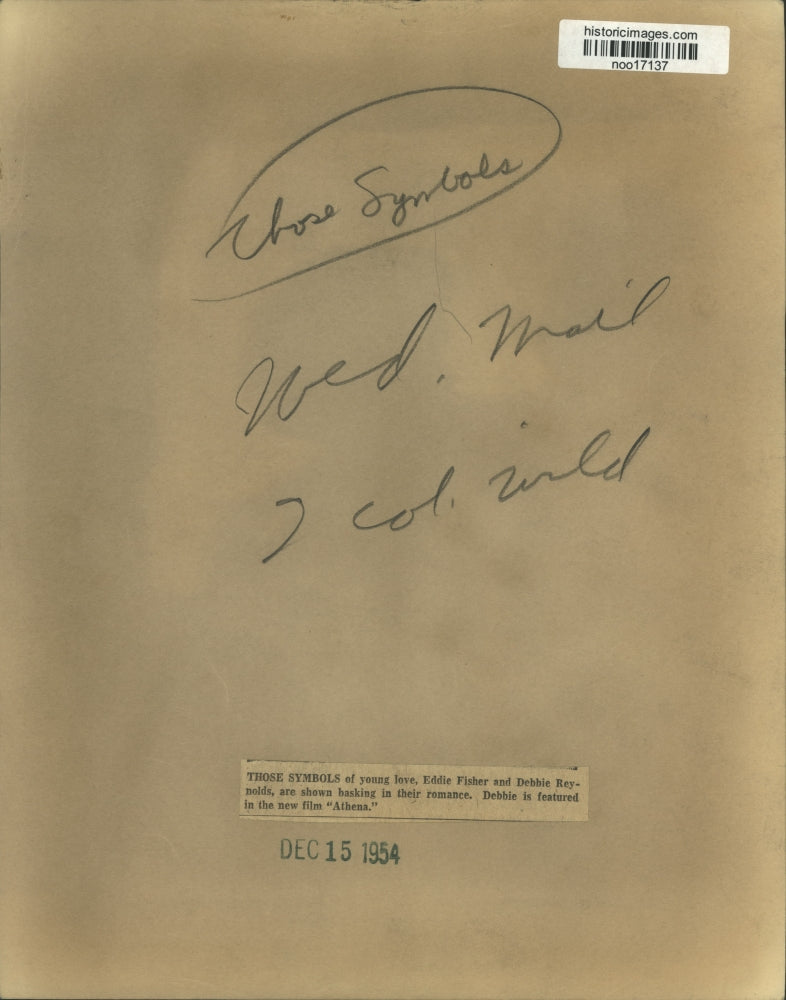 historicimages.com
noo17137
Those Symbols
Wed. Mail
2 col. wild
THOSE SYMBOLS of young love, Eddie Fisher and Debbie Rey-
nolds, are shown basking in their romance. Debbie is featured
in the new film "Athena."
DEC 15 1954